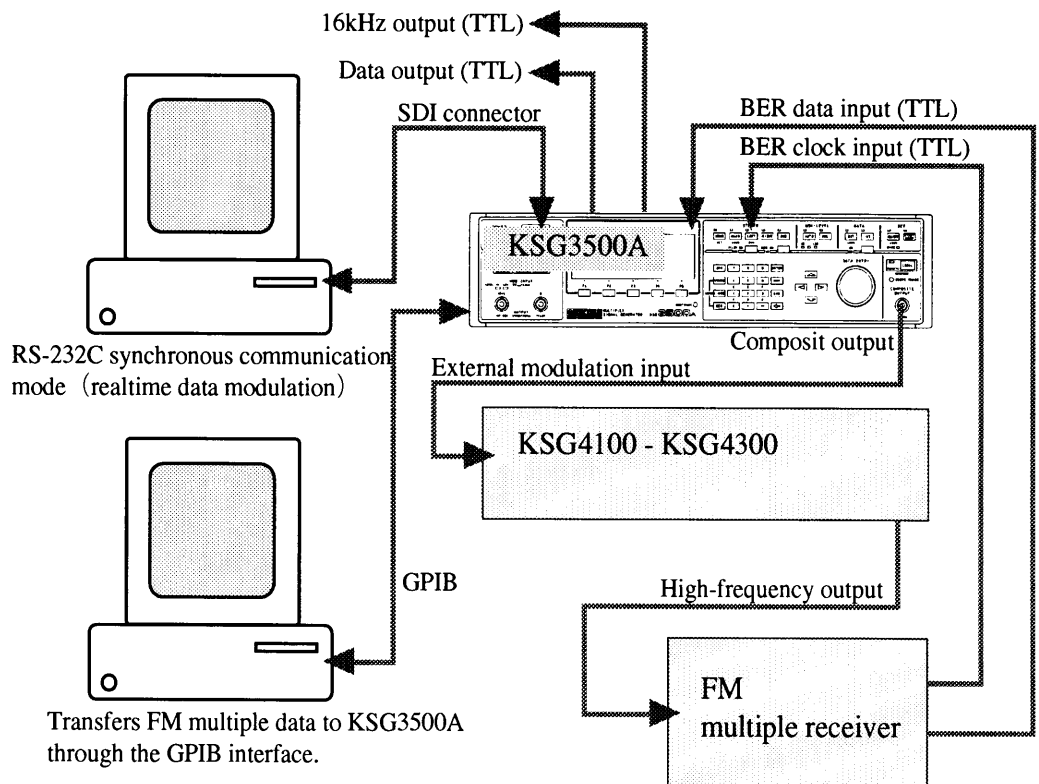 16kHz output (TTL)
Data output (TTL)
SDI connector
BER data input (TTL)
BER clock input (TTL)
KSG3500A
DATA ENTRY
Composit output
RS-232C synchronous communication
mode (realtime data modulation)
External modulation input
KSG4100 - KSG4300
GPIB
High-frequency output
FM
multiple receiver
Transfers FM multiple data to KSG3500A
through the GPIB interface.